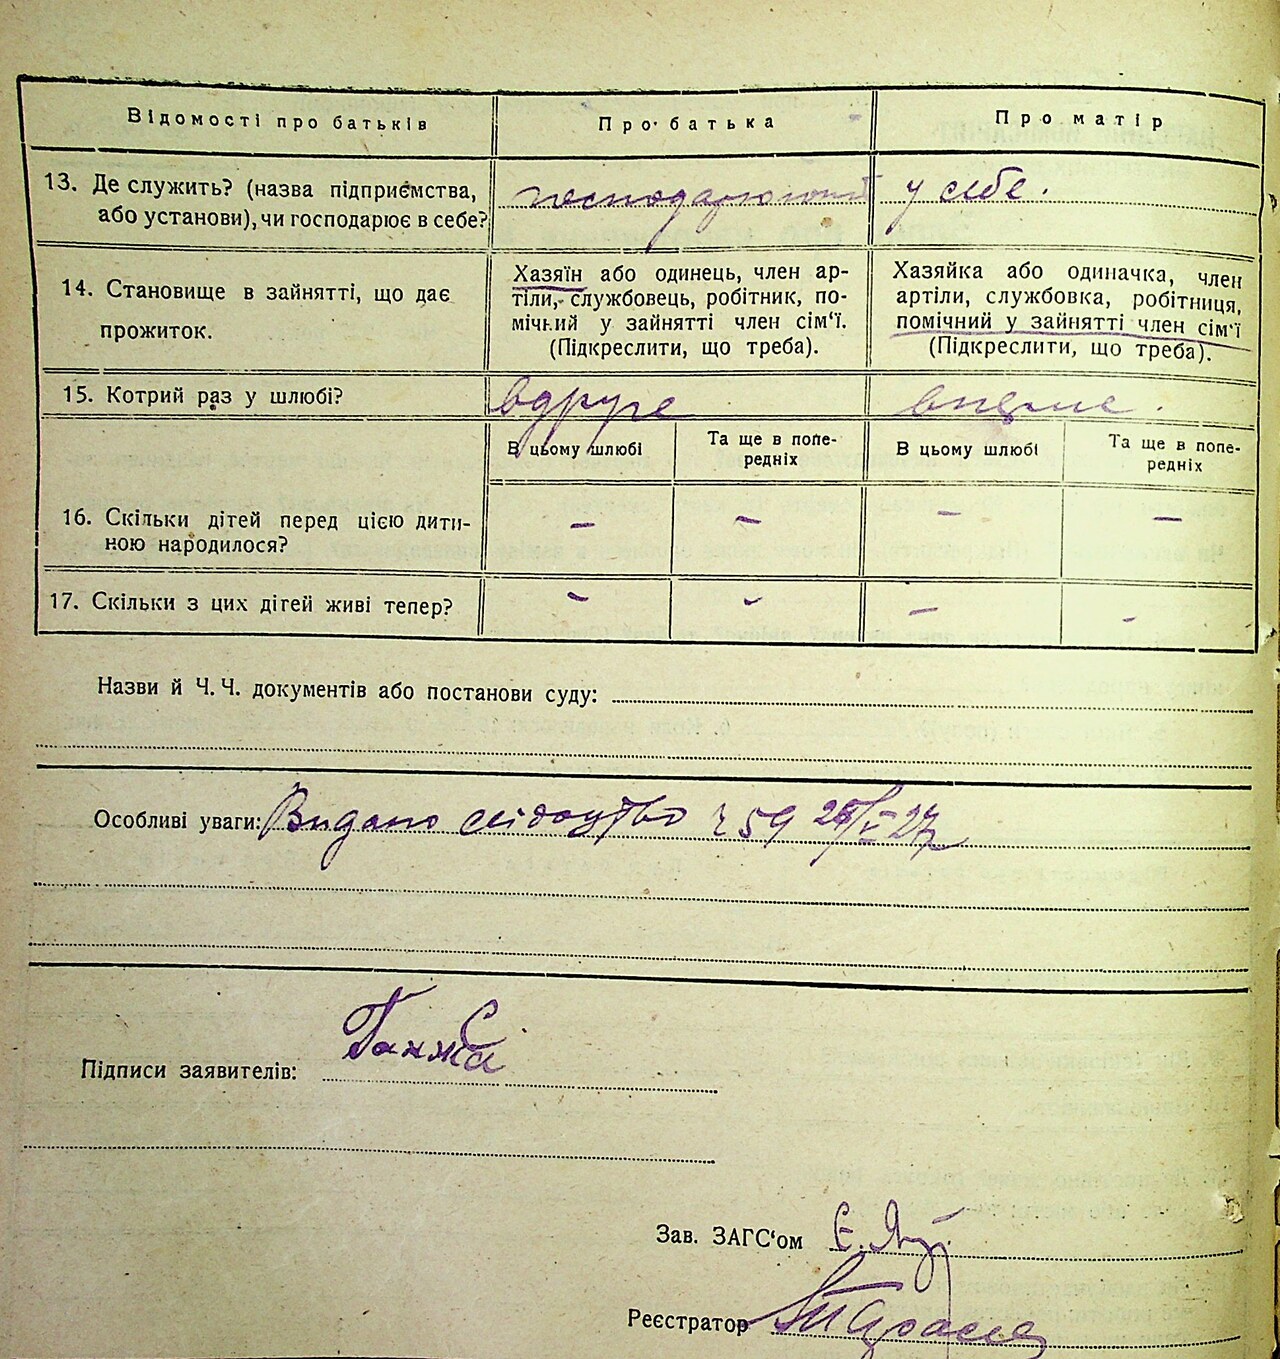 Відомості про батьків Про батька Про матір
13. Де служить? (назва підприємства, господарюють у себе.
або установи), чи господарює в себе?
14. Становище в зайнятті, що дає
прожиток.
Хазяїн або одинець, член ар-
тіли, службовець, робітник, по-
мічний у зайнятті член сім‘ї.
(Підкреслити, що треба).
Хазяйка або одиначка, член
артіли, службовка, робітниця,
помічний у зайнятті член сім‘ї
(Підкреслити, що треба).
15. Котрий раз у шлюбі? вдруге вперше.
В цьому шлюбі Та ще в попе-
редніх
В цьому шлюбі Та ще в попе-
редніх
16. Скільки дітей перед цією дити-
ною народилося? – – – –
17. Скільки з цих дітей живі тепер? – – – –
Назви й Ч. Ч. документів або постанови суду:
Особливі уваги: Видано свідоцтво ч 59 27
Підписи заявителів: Ганжа
Зав. ЗАГС‘ом Є.
Реєстратор